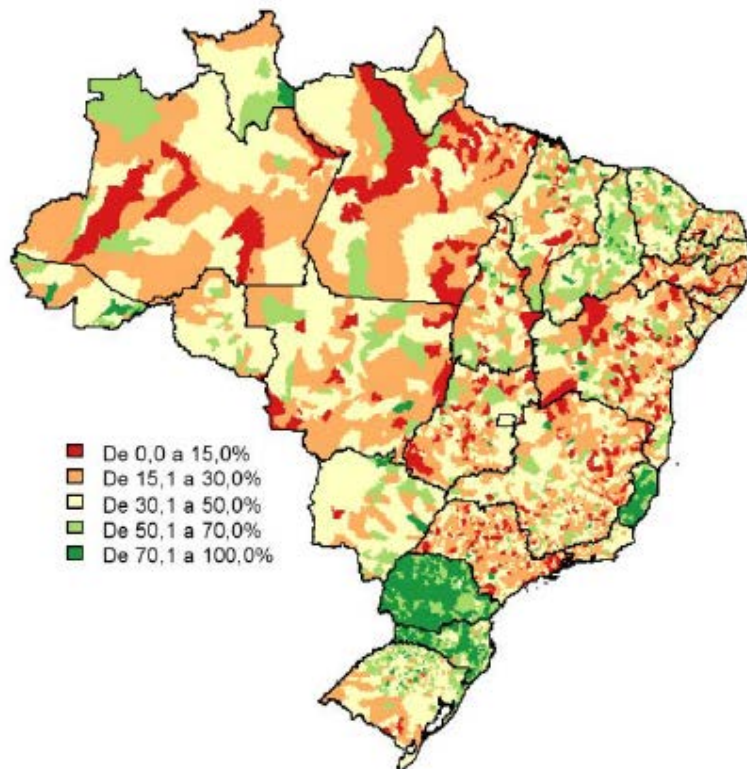 De 0,0 a 15,0%
De 15,1 a 30,0%
De 30,1 a 50,0%
De 50,1 a 70,0%
De 70,1 a 100,0%